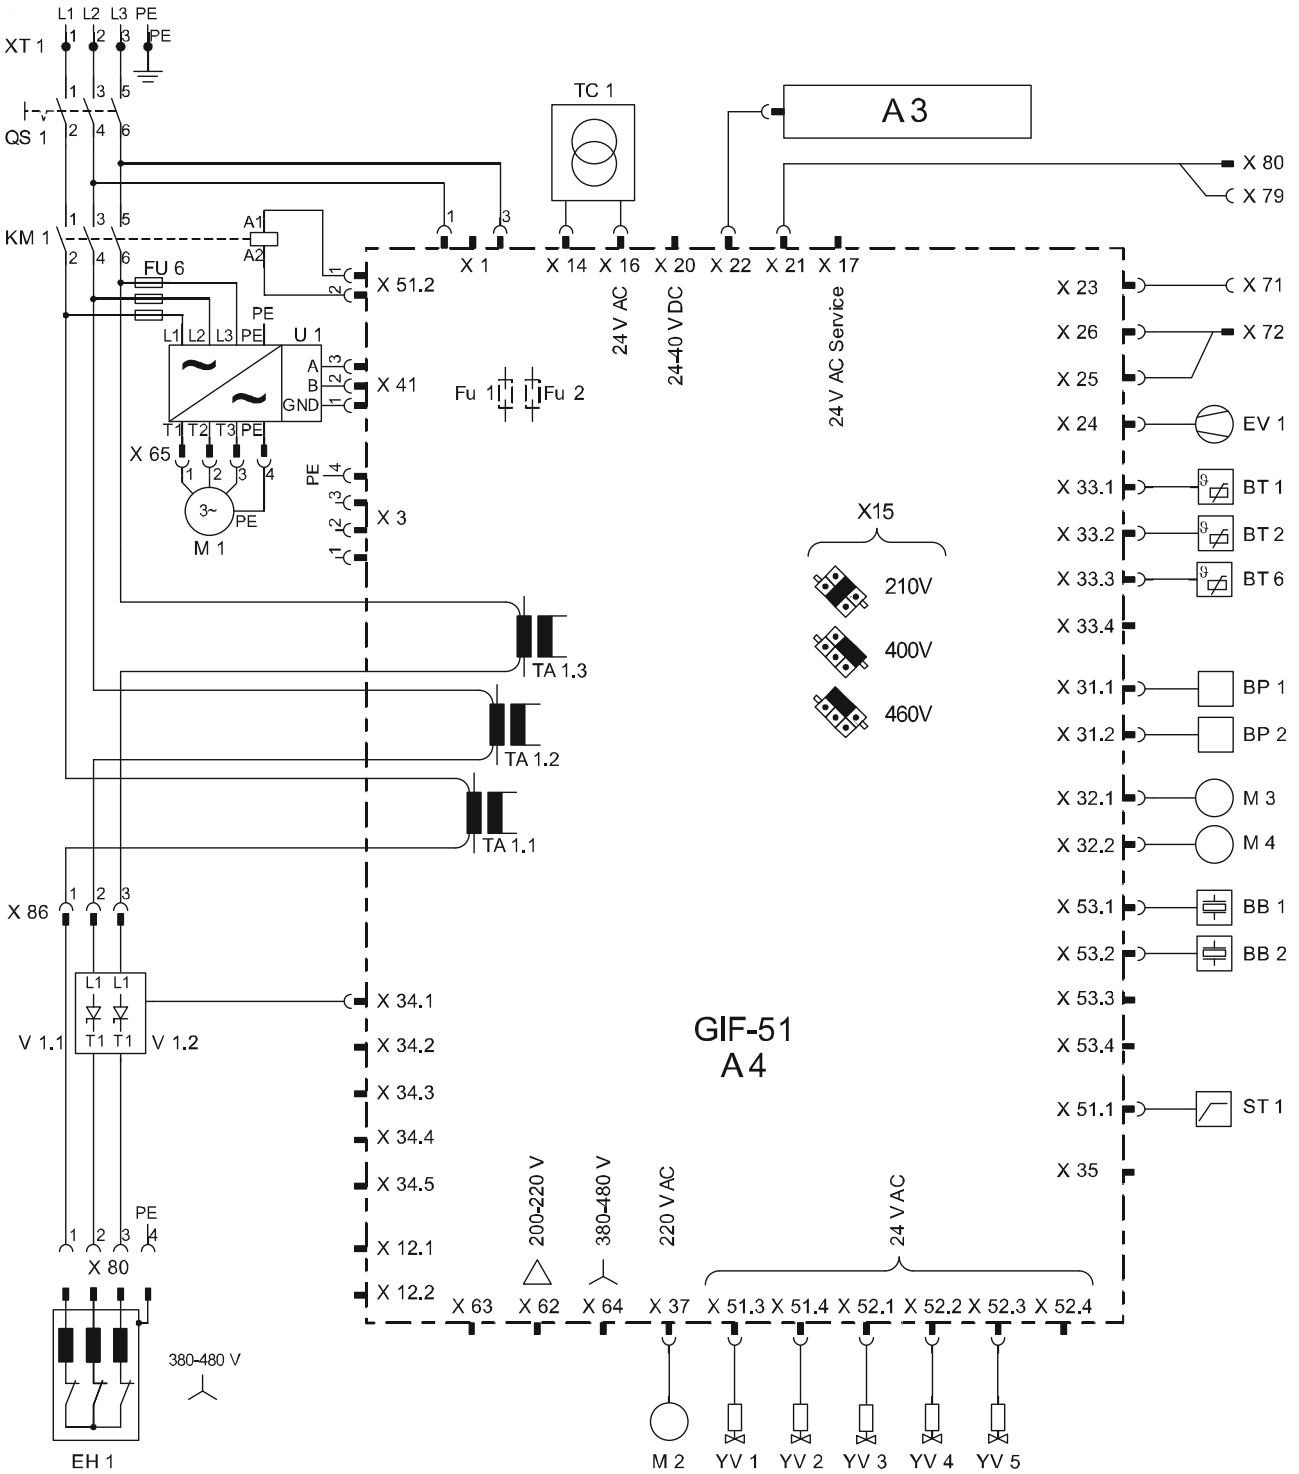 L1 L2 L3 PE
XT 1 1 2 3 PE
1 3 5
QS 1 2 4 6
TC 1
A 3
X 80
X 79
KM 1 1 3 5 A1
2 4 6 A2
1 3
X 1 X 14 X 16 X 20 X 22 X 21 X 17
24 V AC
24-40 V DC
24 V AC Service
FU 6
1
2
X 51.2
PE
L1 L2 L3 PE U 1
A 3
B 2
GND 1
X 41
Fu 1 Fu 2
T1 T2 T3 PE
X 65
1 2 3 4
3~ PE
M 1
PE 4
3
2
1
X 3
X15
210V
400V
460V
TA 1.3
TA 1.2
TA 1.1
X 23 X 71
X 26 X 72
X 25
X 24 EV 1
X 33.1 ϑ BT 1
X 33.2 ϑ BT 2
X 33.3 ϑ BT 6
X 33.4
X 31.1 BP 1
X 31.2 BP 2
X 32.1 M 3
X 32.2 M 4
X 53.1 BB 1
X 53.2 BB 2
X 53.3
X 53.4
X 51.1 ST 1
X 35
X 86 1 2 3
L1 L1
V 1.1 T1 T1 V 1.2
X 34.1
X 34.2
X 34.3
X 34.4
X 34.5
X 12.1
X 12.2
GIF-51
A 4
PE
1 2 3 4
X 80
380-480 V
EH 1
200-220 V
380-480 V
220 V AC
24 V AC
X 63 X 62 X 64 X 37 X 51.3 X 51.4 X 52.1 X 52.2 X 52.3 X 52.4
M 2 YV 1 YV 2 YV 3 YV 4 YV 5